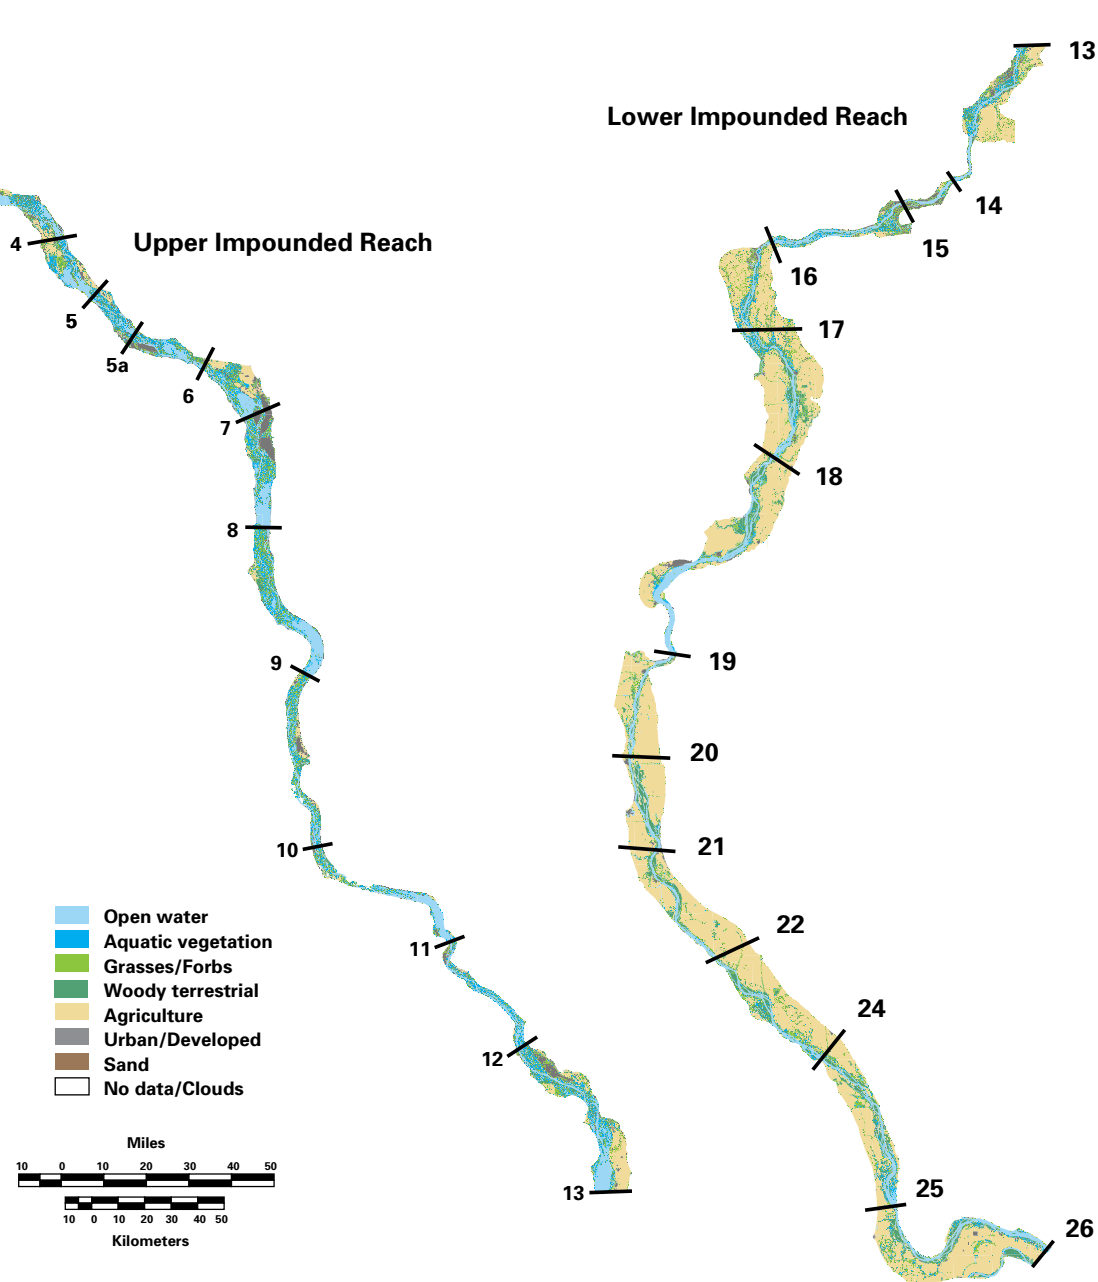 13
Lower Impounded Reach
14
4
Upper Impounded Reach
15
16
5
17
5a
6
7
18
8
9
19
20
10
21
Open water
22
Aquatic vegetation
11
Grasses/Forbs
Woody terrestrial
24
Agriculture
Urban/Developed
12
Sand
No data/Clouds
Miles
10 0 10 20 30 40 50
25
13
10 0 10 20 30 40 50
26
Kilometers